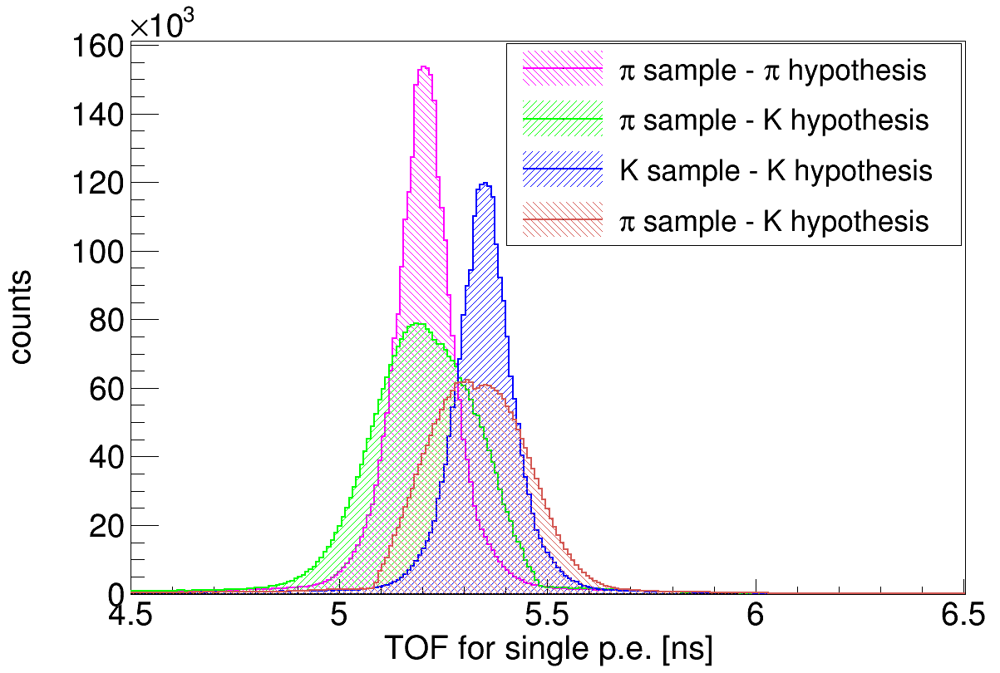 ×10³
160
140
120
100
80
60
40
20
0
counts
π sample - π hypothesis
π sample - K hypothesis
K sample - K hypothesis
π sample - K hypothesis
4.5 5 5.5 6 6.5
TOF for single p.e. [ns]